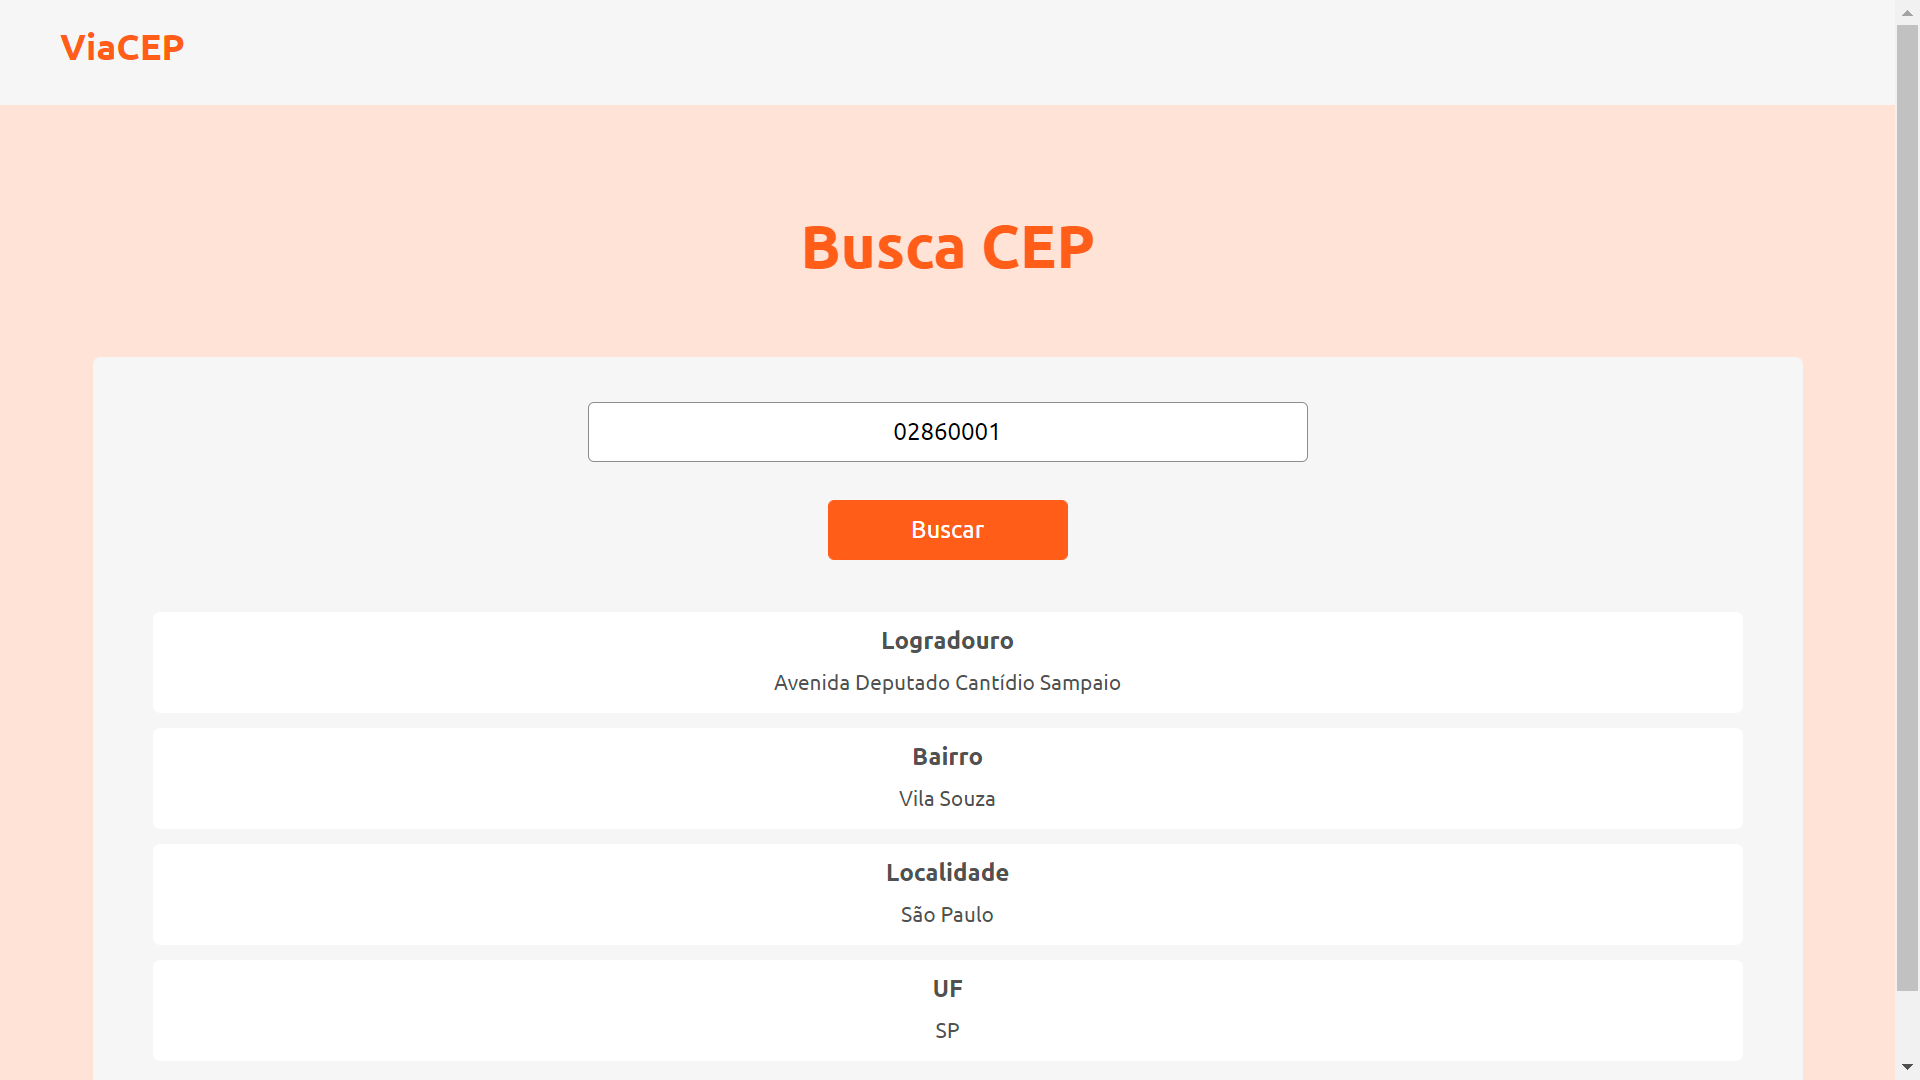 ViaCEP
Busca CEP
02860001
Buscar
Logradouro
Avenida Deputado Cantídio Sampaio
Bairro
Vila Souza
Localidade
São Paulo
UF
SP